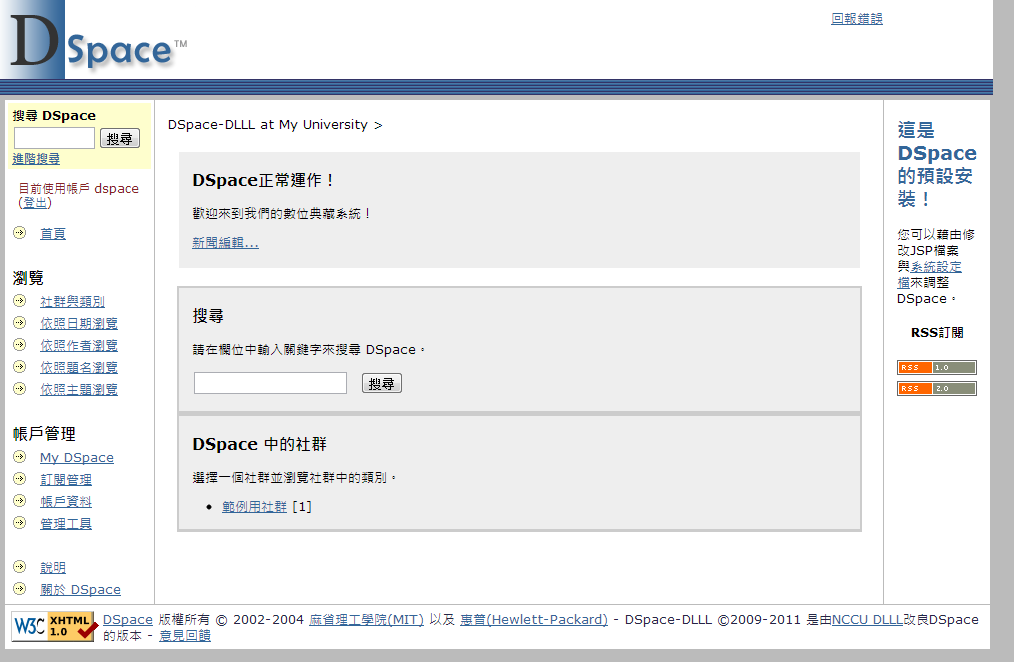 DSpace™
回報錯誤
搜尋 DSpace
搜尋
進階搜尋
目前使用帳戶 dspace
(登出)
首頁
瀏覽
社群與類別
依照日期瀏覽
依照作者瀏覽
依照題名瀏覽
依照主題瀏覽
帳戶管理
My DSpace
訂閱管理
帳戶資料
管理工具
說明
關於 DSpace
DSpace-DLLL at My University >
DSpace正常運作！
歡迎來到我們的數位典藏系統！
新聞編輯...
搜尋
請在欄位中輸入關鍵字來搜尋 DSpace。
搜尋
DSpace 中的社群
選擇一個社群並瀏覽社群中的類別。
• 範例用社群 [1]
這是
DSpace
的預設安
裝！
您可以藉由修
改JSP檔案
與系統設定
檔來調整
DSpace。
RSS訂閱
RSS 1.0
RSS 2.0
W3C XHTML 1.0
DSpace 版權所有 © 2002-2004 麻省理工學院(MIT) 以及 惠普(Hewlett-Packard) - DSpace-DLLL ©2009-2011 是由NCCU DLLL改良DSpace
的版本 - 意見回饋